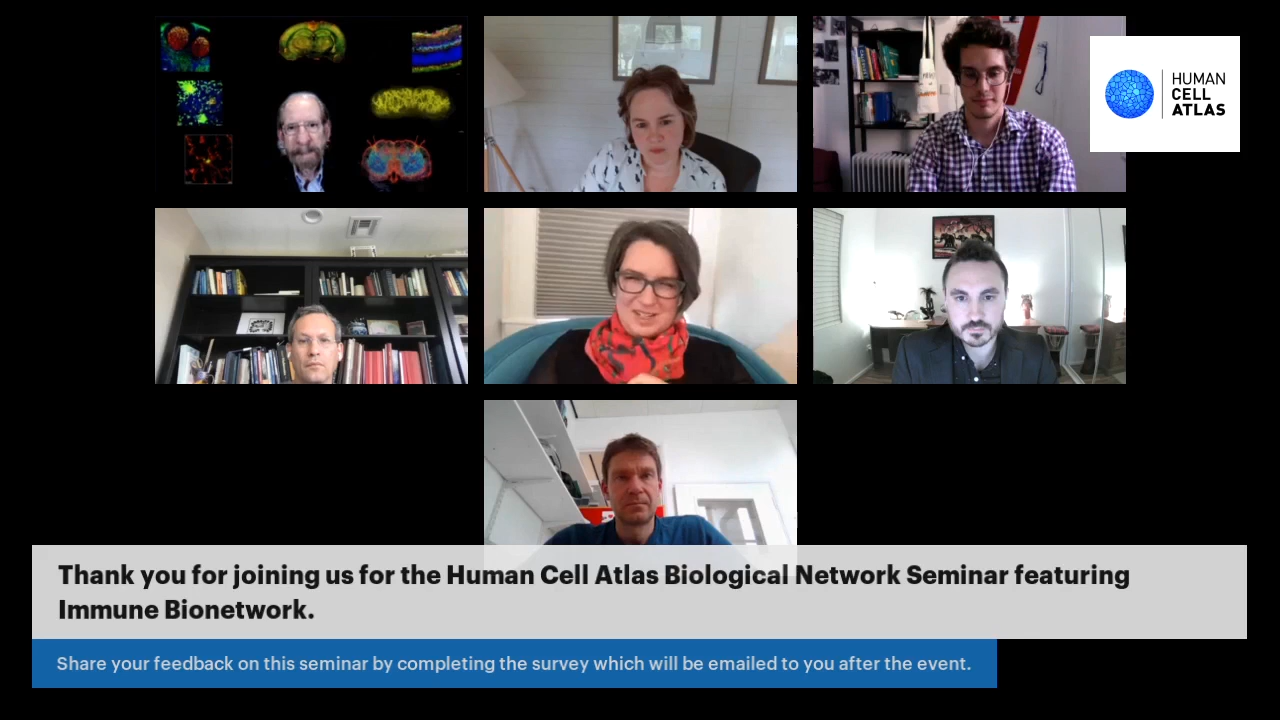 HUMAN
CELL
ATLAS
Thank you for joining us for the Human Cell Atlas Biological Network Seminar featuring
Immune Bionetwork.
Share your feedback on this seminar by completing the survey which will be emailed to you after the event.